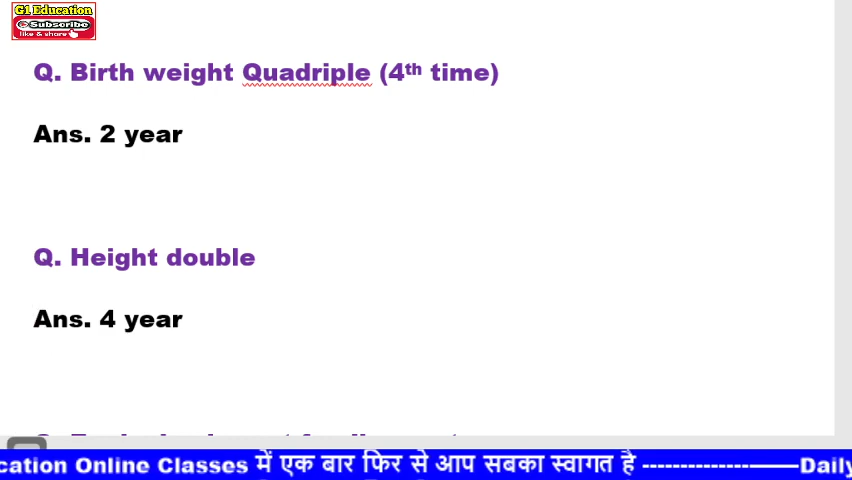 G1 Education
Subscribe
like & share
Q. Birth weight Quadriple (4th time)
Ans. 2 year
Q. Height double
Ans. 4 year
cation Online Classes में एक बार फिर से आप सबका स्वागत है --------------——Daily